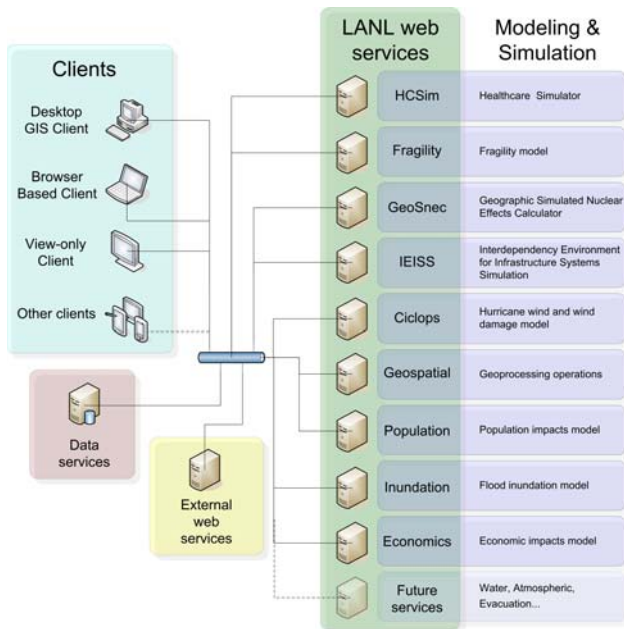 Clients
Desktop
GIS Client
Browser
Based Client
View-only
Client
Other clients
Data
services
External
web
services
LANL web
services
Modeling &
Simulation
HCSim
Healthcare Simulator
Fragility
Fragility model
GeoSnec
Geographic Simulated Nuclear
Effects Calculator
IEISS
Interdependency Environment
for Infrastructure Systems
Simulation
Ciclops
Hurricane wind and wind
damage model
Geospatial
Geoprocessing operations
Population
Population impacts model
Inundation
Flood inundation model
Economics
Economic impacts model
Future
services
Water, Atmospheric,
Evacuation...